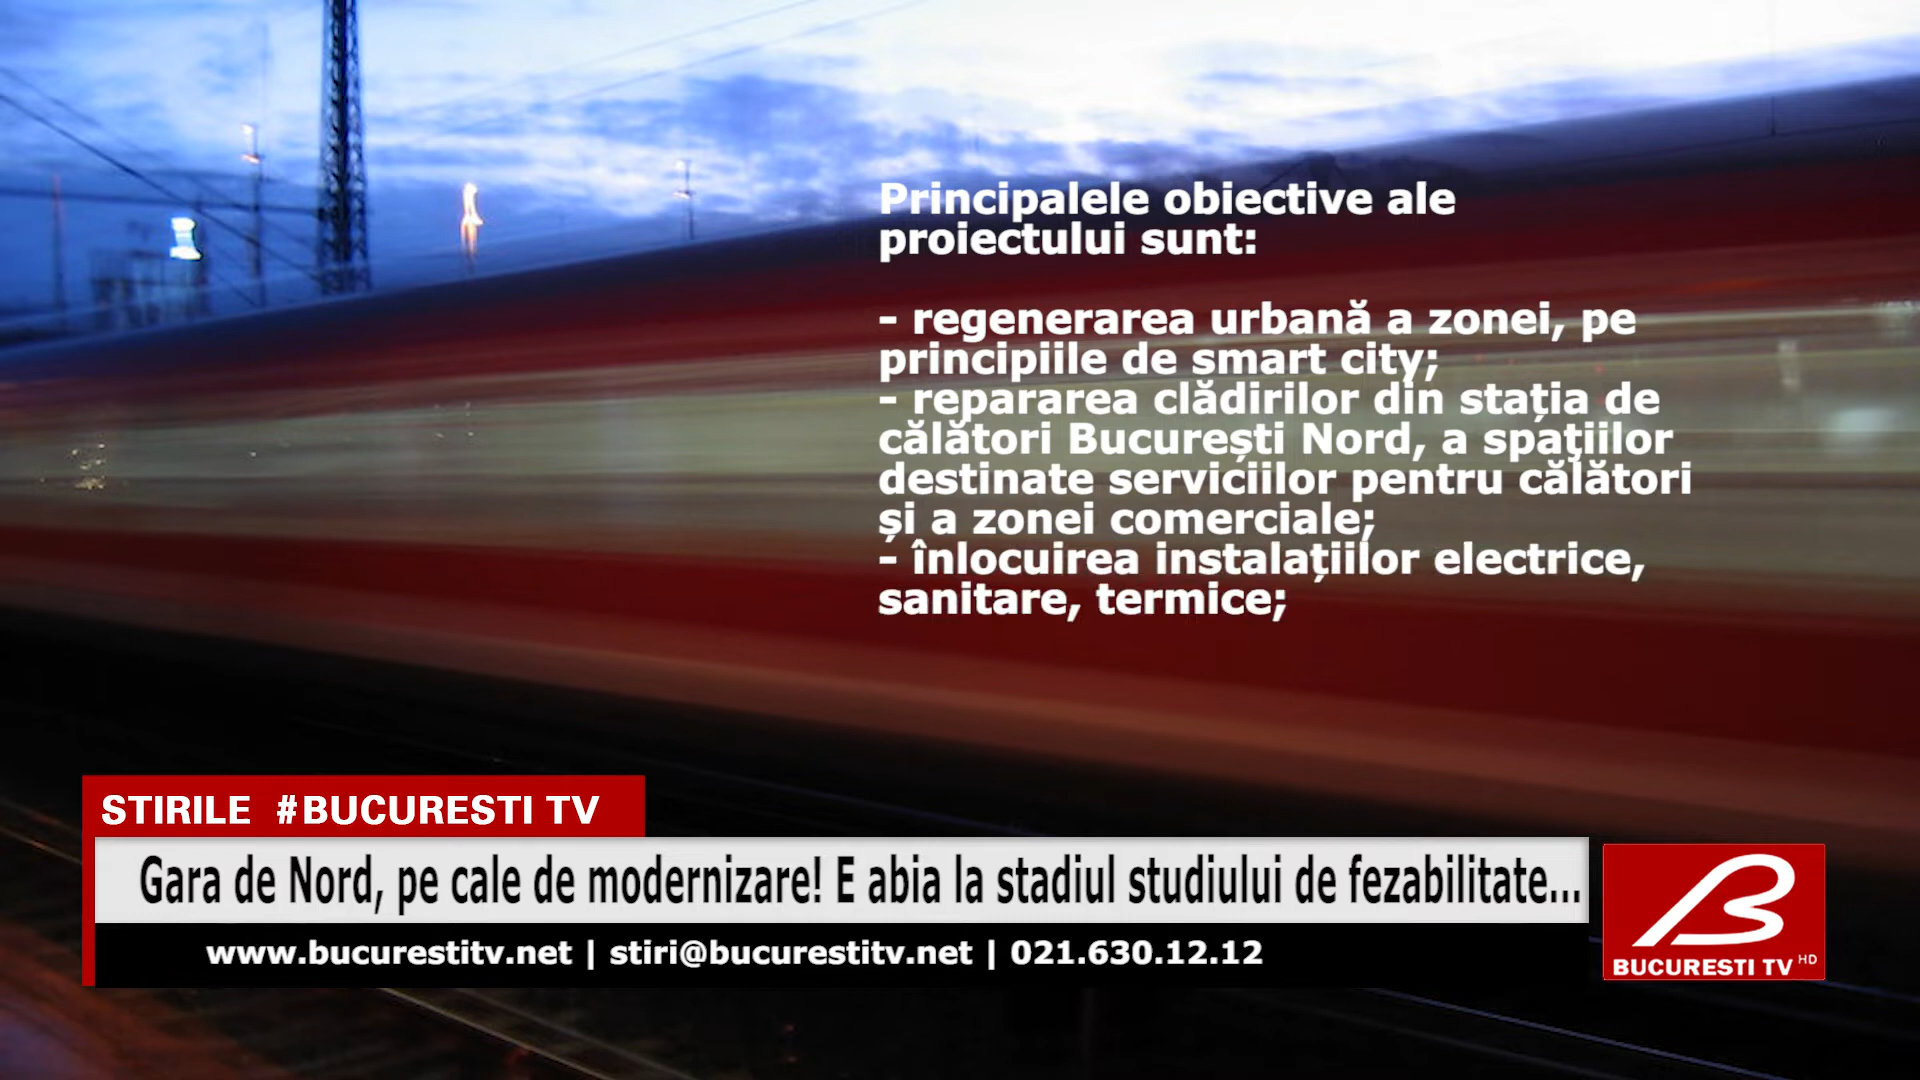 Principalele obiective ale
proiectului sunt:
- regenerarea urbană a zonei, pe
principiile de smart city;
- repararea clădirilor din stația de
călători București Nord, a spațiilor
destinate serviciilor pentru călători
și a zonei comerciale;
- înlocuirea instalațiilor electrice,
sanitare, termice;
STIRILE #BUCURESTI TV
Gara de Nord, pe cale de modernizare! E abia la stadiul studiului de fezabilitate...
www.bucurestitv.net | stiri@bucurestitv.net | 021.630.12.12
B
BUCURESTI TV HD